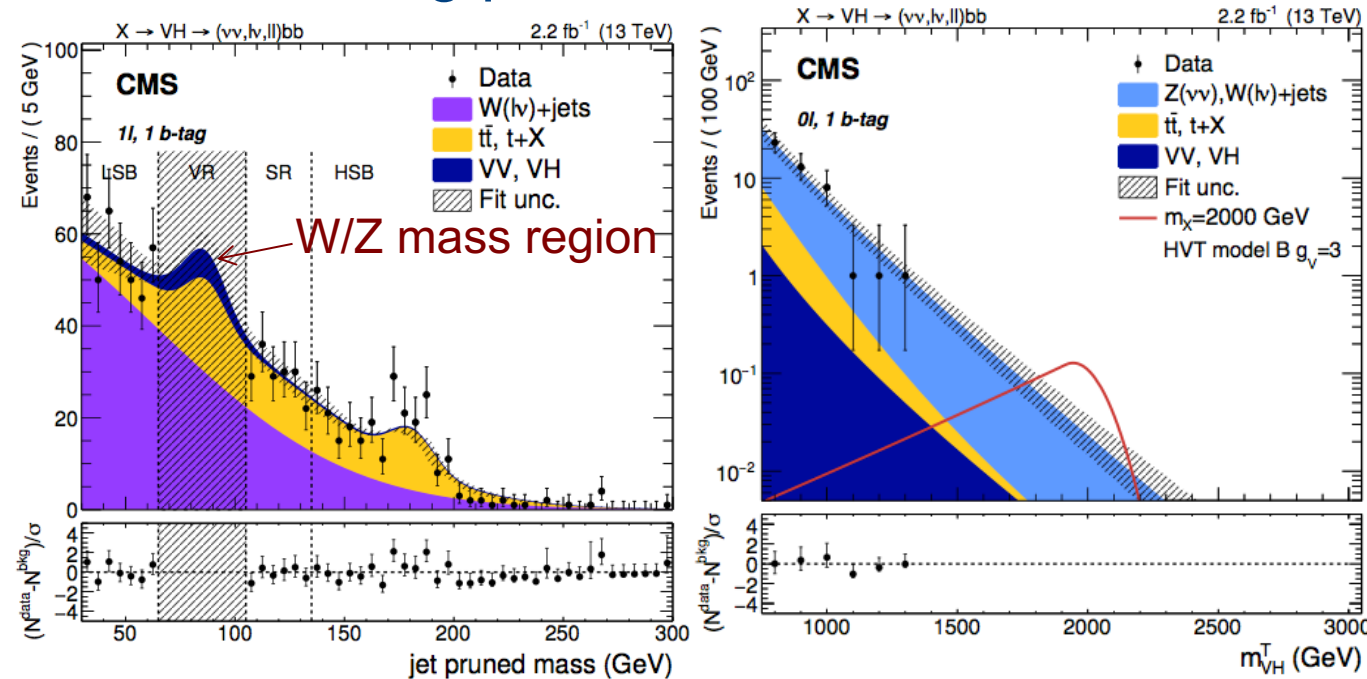 X → VH → (νν,lν,ll)bb 2.2 fb⁻¹ (13 TeV)
Events / ( 5 GeV )
100
80
60
40
20
0
CMS
1l, 1 b-tag
Data
W(lν)+jets
tt̄, t+X
VV, VH
Fit unc.
LSB VR SR HSB
W/Z mass region
(N^data-N^bkg)/σ
4
2
0
−2
−4
50 100 150 200 250 300
jet pruned mass (GeV)
X → VH → (νν,lν,ll)bb 2.2 fb⁻¹ (13 TeV)
Events / ( 100 GeV )
10²
10
1
10⁻¹
10⁻²
CMS
0l, 1 b-tag
Data
Z(νν),W(lν)+jets
tt̄, t+X
VV, VH
Fit unc.
m_X=2000 GeV
HVT model B g_V=3
(N^data-N^bkg)/σ
4
2
0
−2
−4
1000 1500 2000 2500 3000
m^T_VH (GeV)